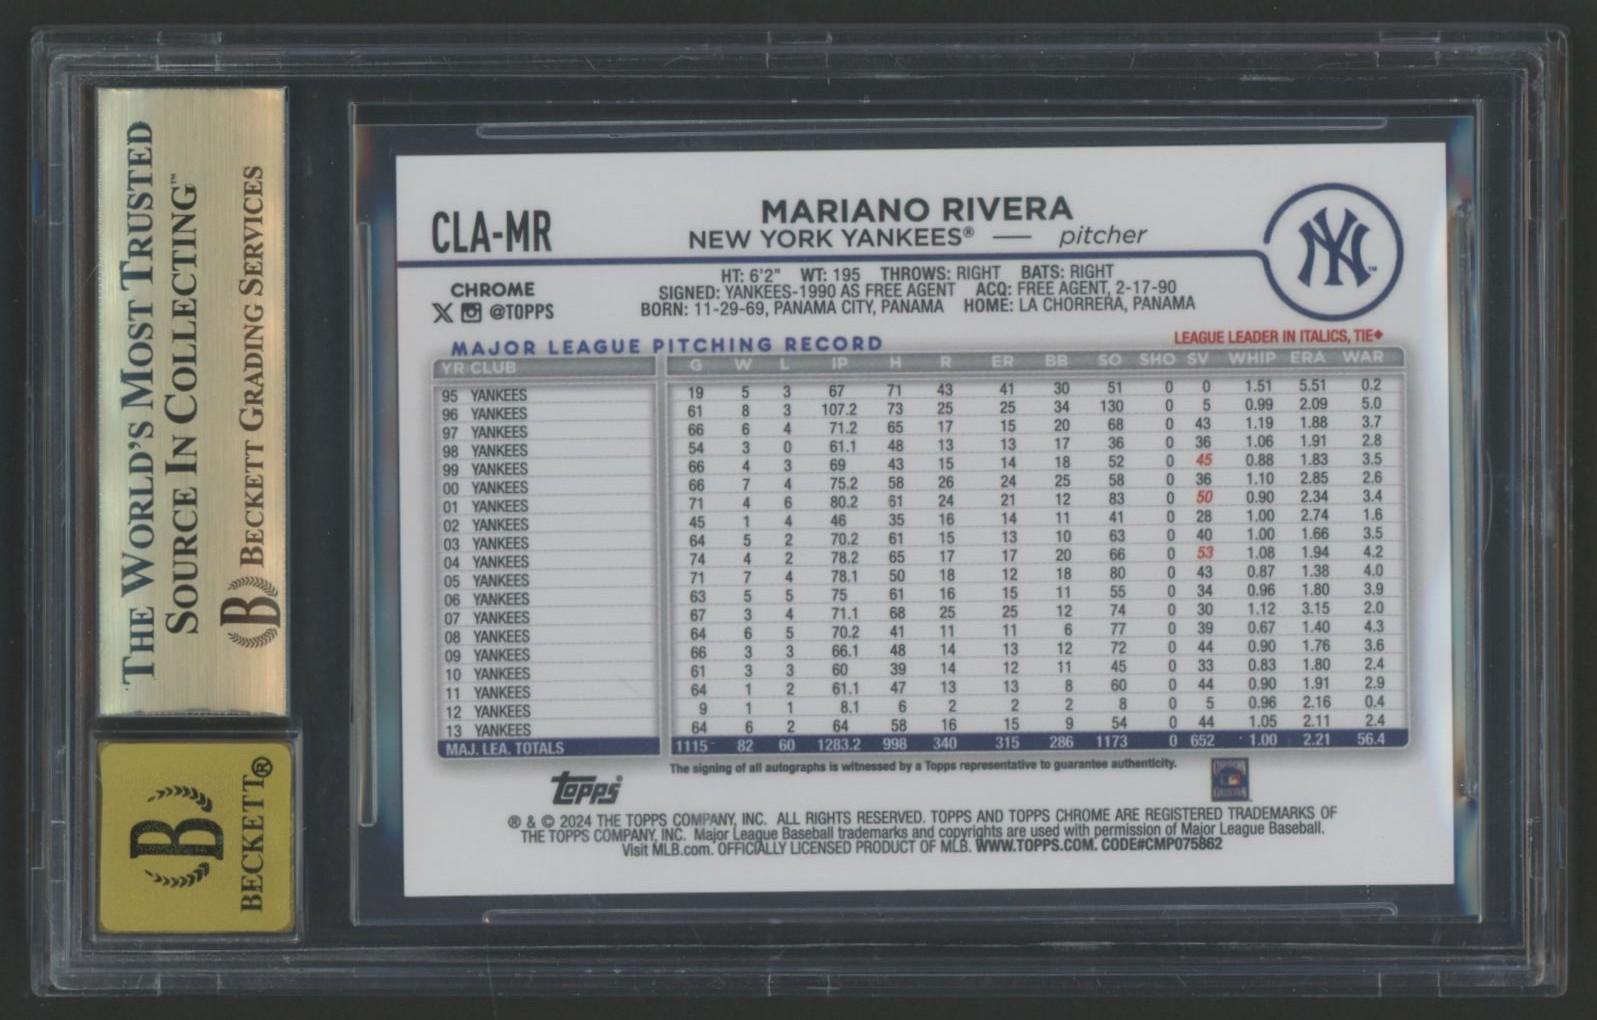 THE WORLD'S MOST TRUSTED
SOURCE IN COLLECTING™
B BECKETT GRADING SERVICES
B
BECKETT®
CLA-MR
MARIANO RIVERA
NEW YORK YANKEES® — pitcher
NY™
CHROME
X @TOPPS
HT: 6'2" WT: 195 THROWS: RIGHT BATS: RIGHT
SIGNED: YANKEES-1990 AS FREE AGENT ACQ: FREE AGENT, 2-17-90
BORN: 11-29-69, PANAMA CITY, PANAMA HOME: LA CHORRERA, PANAMA
MAJOR LEAGUE PITCHING RECORD
LEAGUE LEADER IN ITALICS, TIE♦
YR CLUB G W L IP H R ER BB SO SHO SV WHIP ERA WAR
95 YANKEES 19 5 3 67 71 43 41 30 51 0 0 1.51 5.51 0.2
96 YANKEES 61 8 3 107.2 73 25 25 34 130 0 5 0.99 2.09 5.0
97 YANKEES 66 6 4 71.2 65 17 15 20 68 0 43 1.19 1.88 3.7
98 YANKEES 54 3 0 61.1 48 13 13 17 36 0 36 1.06 1.91 2.8
99 YANKEES 66 4 3 69 43 15 14 18 52 0 45 0.88 1.83 3.5
00 YANKEES 66 7 4 75.2 58 26 24 25 58 0 36 1.10 2.85 2.6
01 YANKEES 71 4 6 80.2 61 24 21 12 83 0 50 0.90 2.34 3.4
02 YANKEES 45 1 4 46 35 16 14 11 41 0 28 1.00 2.74 1.6
03 YANKEES 64 5 2 70.2 61 15 13 10 63 0 40 1.00 1.66 3.5
04 YANKEES 74 4 2 78.2 65 17 17 20 66 0 53 1.08 1.94 4.2
05 YANKEES 71 7 4 78.1 50 18 12 18 80 0 43 0.87 1.38 4.0
06 YANKEES 63 5 5 75 61 16 15 11 55 0 34 0.96 1.80 3.9
07 YANKEES 67 3 4 71.1 68 25 25 12 74 0 30 1.12 3.15 2.0
08 YANKEES 64 6 5 70.2 41 11 11 6 77 0 39 0.67 1.40 4.3
09 YANKEES 66 3 3 66.1 48 14 13 12 72 0 44 0.90 1.76 3.6
10 YANKEES 61 3 3 60 39 14 12 11 45 0 33 0.83 1.80 2.4
11 YANKEES 64 1 2 61.1 47 13 13 8 60 0 44 0.90 1.91 2.9
12 YANKEES 9 1 1 8.1 6 2 2 2 8 0 5 0.96 2.16 0.4
13 YANKEES 64 6 2 64 58 16 15 9 54 0 44 1.05 2.11 2.4
MAJ. LEA. TOTALS 1115 82 60 1283.2 998 340 315 286 1173 0 652 1.00 2.21 56.4
The signing of all autographs is witnessed by a Topps representative to guarantee authenticity.
Topps®
® & © 2024 THE TOPPS COMPANY, INC. ALL RIGHTS RESERVED. TOPPS AND TOPPS CHROME ARE REGISTERED TRADEMARKS OF
THE TOPPS COMPANY, INC. Major League Baseball trademarks and copyrights are used with permission of Major League Baseball.
Visit MLB.com. OFFICIALLY LICENSED PRODUCT OF MLB. WWW.TOPPS.COM. CODE#CMP075862